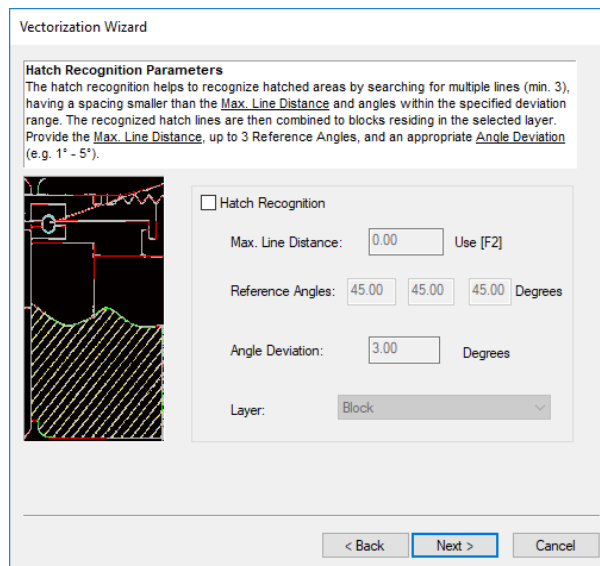 Vectorization Wizard
Hatch Recognition Parameters
The hatch recognition helps to recognize hatched areas by searching for multiple lines (min. 3),
having a spacing smaller than the Max. Line Distance and angles within the specified deviation
range. The recognized hatch lines are then combined to blocks residing in the selected layer.
Provide the Max. Line Distance, up to 3 Reference Angles, and an appropriate Angle Deviation
(e.g. 1° - 5°).
Hatch Recognition
Max. Line Distance: 0.00 Use [F2]
Reference Angles: 45.00 45.00 45.00 Degrees
Angle Deviation: 3.00 Degrees
Layer: Block
< Back Next > Cancel